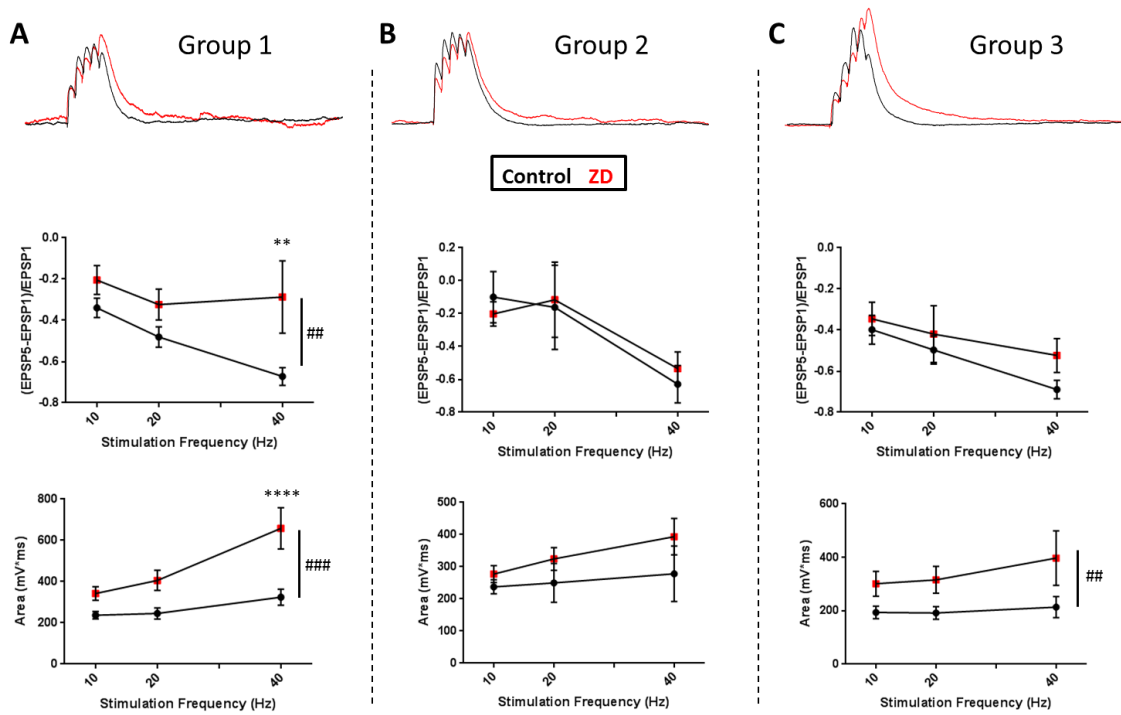 A
Group 1
B
Group 2
C
Group 3
Control ZD
(EPSP5-EPSP1)/EPSP1
0.0
-0.2
-0.4
-0.6
-0.8
**
##
10
20
40
Stimulation Frequency (Hz)
(EPSP5-EPSP1)/EPSP1
0.2
0.0
-0.2
-0.4
-0.6
-0.8
10
20
40
Stimulation Frequency (Hz)
(EPSP5-EPSP1)/EPSP1
0.0
-0.2
-0.4
-0.6
-0.8
10
20
40
Stimulation Frequency (Hz)
Area (mV*ms)
800
600
400
200
0
****
###
10
20
40
Stimulation Frequency (Hz)
Area (mV*ms)
500
400
300
200
100
0
10
20
40
Stimulation Frequency (Hz)
Area (mV*ms)
600
400
200
0
##
10
20
40
Stimulation Frequency (Hz)